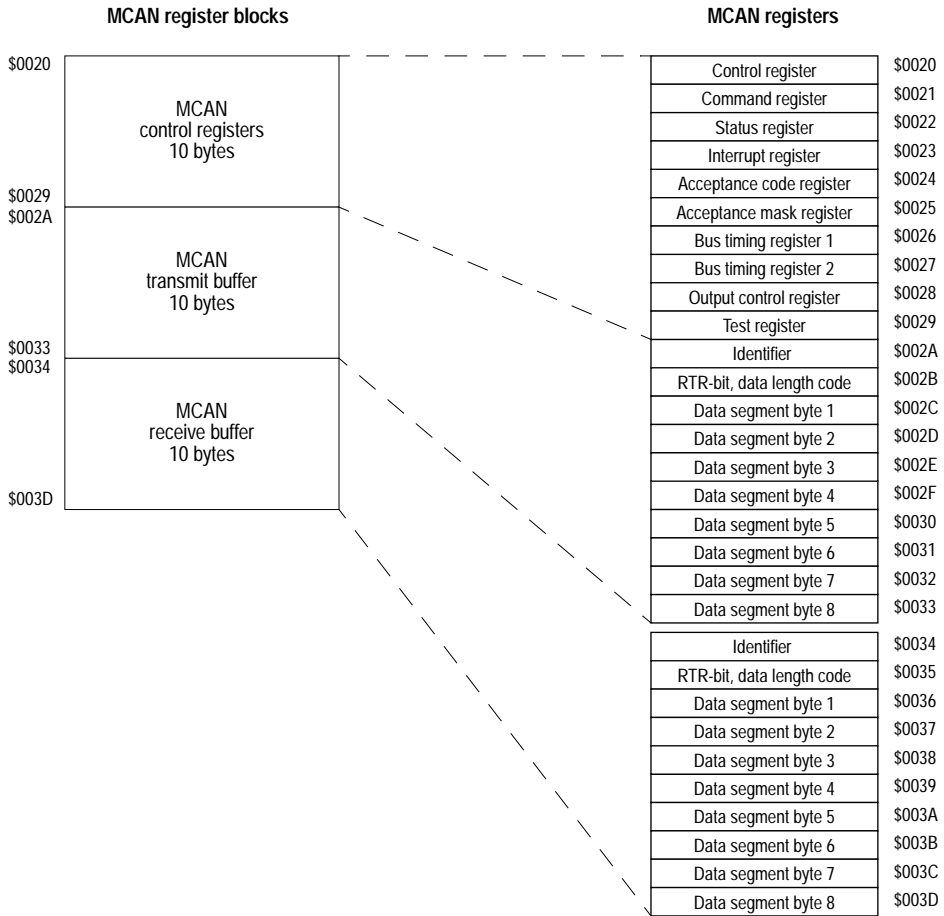 MCAN register blocks
$0020
MCAN
control registers
10 bytes
$0029
$002A
MCAN
transmit buffer
10 bytes
$0033
$0034
MCAN
receive buffer
10 bytes
$003D
MCAN registers
Control register $0020
Command register $0021
Status register $0022
Interrupt register $0023
Acceptance code register $0024
Acceptance mask register $0025
Bus timing register 1 $0026
Bus timing register 2 $0027
Output control register $0028
Test register $0029
Identifier $002A
RTR-bit, data length code $002B
Data segment byte 1 $002C
Data segment byte 2 $002D
Data segment byte 3 $002E
Data segment byte 4 $002F
Data segment byte 5 $0030
Data segment byte 6 $0031
Data segment byte 7 $0032
Data segment byte 8 $0033
Identifier $0034
RTR-bit, data length code $0035
Data segment byte 1 $0036
Data segment byte 2 $0037
Data segment byte 3 $0038
Data segment byte 4 $0039
Data segment byte 5 $003A
Data segment byte 6 $003B
Data segment byte 7 $003C
Data segment byte 8 $003D